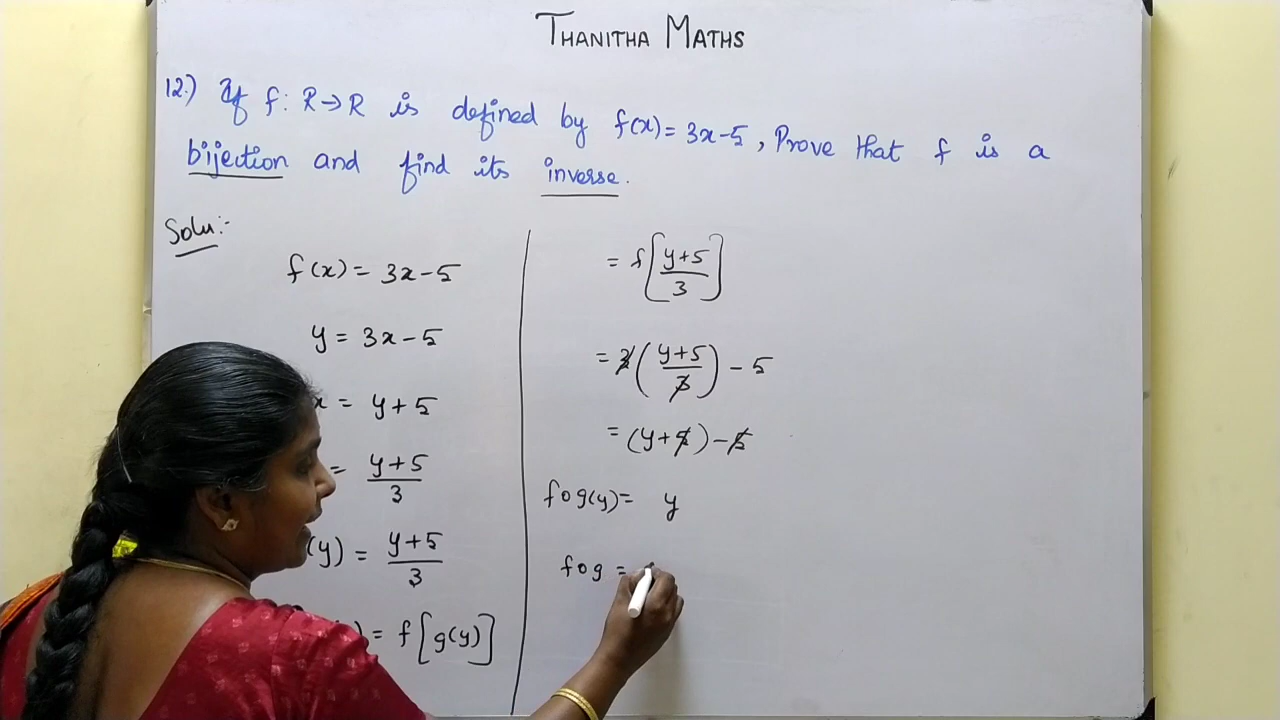 THANITHA MATHS
12.) If f: R→R is defined by f(x)= 3x-5, Prove that f is a
bijection and find its inverse.
Solu:-
f(x) = 3x-5
y = 3x-5
x = y+5
= y+5/3
(y) = y+5/3
) = f[g(y)]
= f[y+5/3]
= 3(y+5/3) - 5
= (y+5)-5
fog(y)= y
fog =